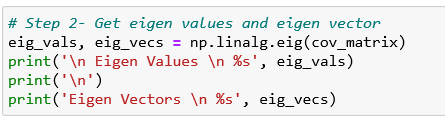 # Step 2- Get eigen values and eigen vector
eig_vals, eig_vecs = np.linalg.eig(cov_matrix)
print('\n Eigen Values \n %s', eig_vals)
print('\n')
print('Eigen Vectors \n %s', eig_vecs)